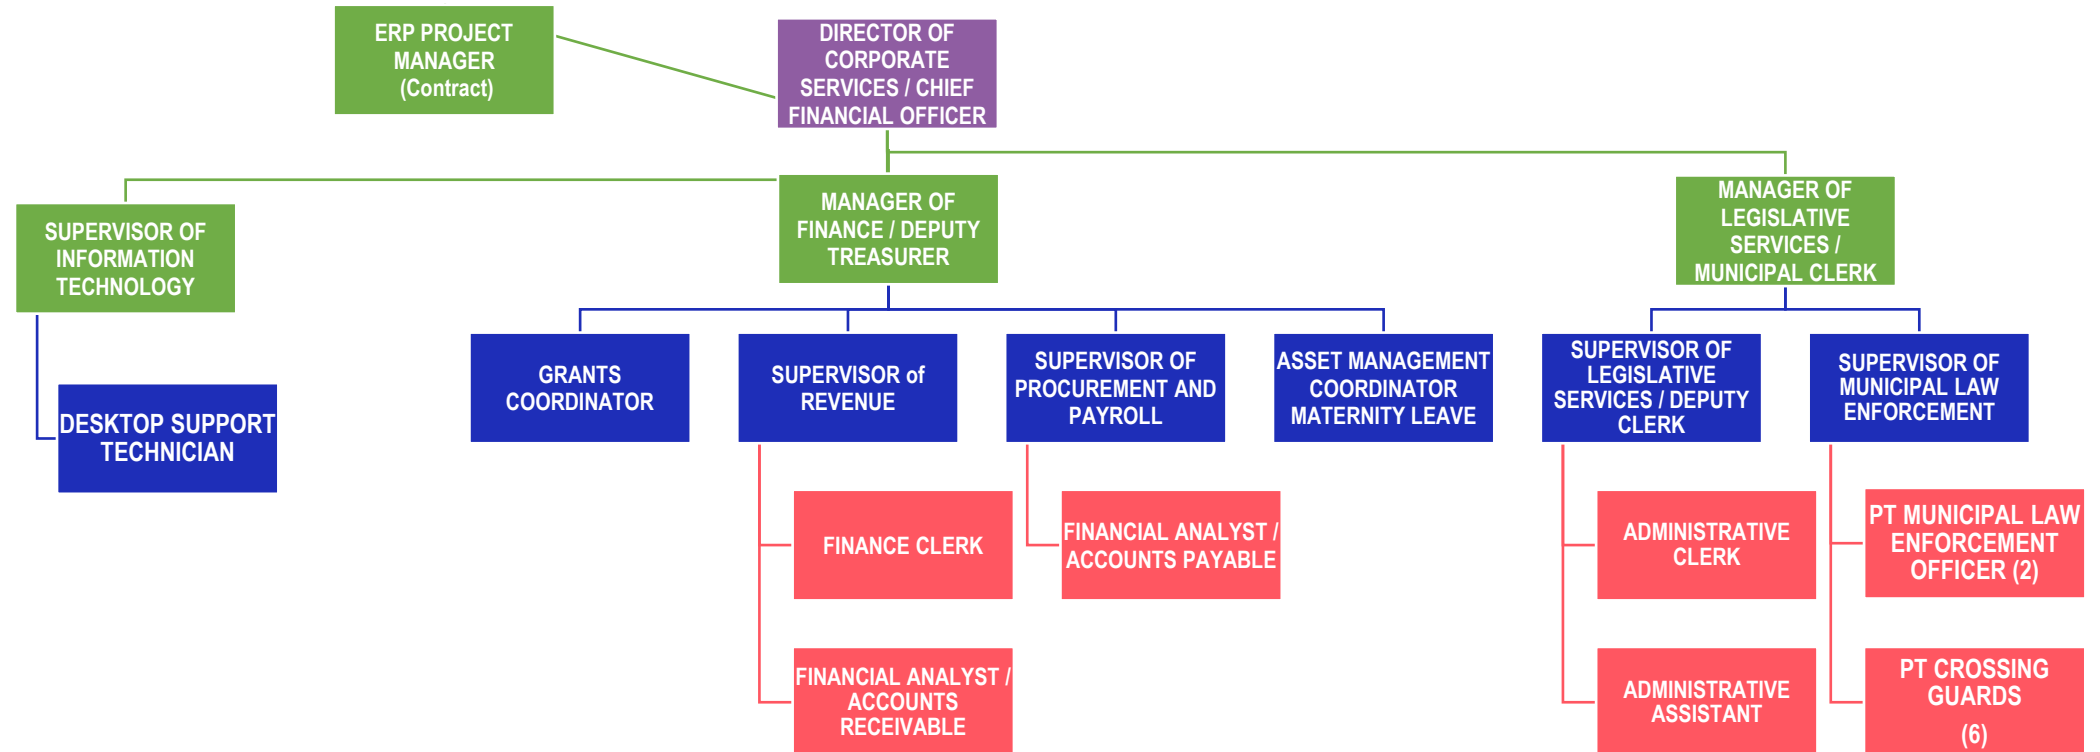 ERP PROJECT
MANAGER
(Contract)
DIRECTOR OF
CORPORATE
SERVICES / CHIEF
FINANCIAL OFFICER
SUPERVISOR OF
INFORMATION
TECHNOLOGY
MANAGER OF
FINANCE / DEPUTY
TREASURER
MANAGER OF
LEGISLATIVE
SERVICES /
MUNICIPAL CLERK
DESKTOP SUPPORT
TECHNICIAN
GRANTS
COORDINATOR
SUPERVISOR of
REVENUE
SUPERVISOR OF
PROCUREMENT AND
PAYROLL
ASSET MANAGEMENT
COORDINATOR
MATERNITY LEAVE
SUPERVISOR OF
LEGISLATIVE
SERVICES / DEPUTY
CLERK
SUPERVISOR OF
MUNICIPAL LAW
ENFORCEMENT
FINANCE CLERK
FINANCIAL ANALYST /
ACCOUNTS PAYABLE
ADMINISTRATIVE
CLERK
PT MUNICIPAL LAW
ENFORCEMENT
OFFICER (2)
FINANCIAL ANALYST /
ACCOUNTS
RECEIVABLE
ADMINISTRATIVE
ASSISTANT
PT CROSSING
GUARDS
(6)